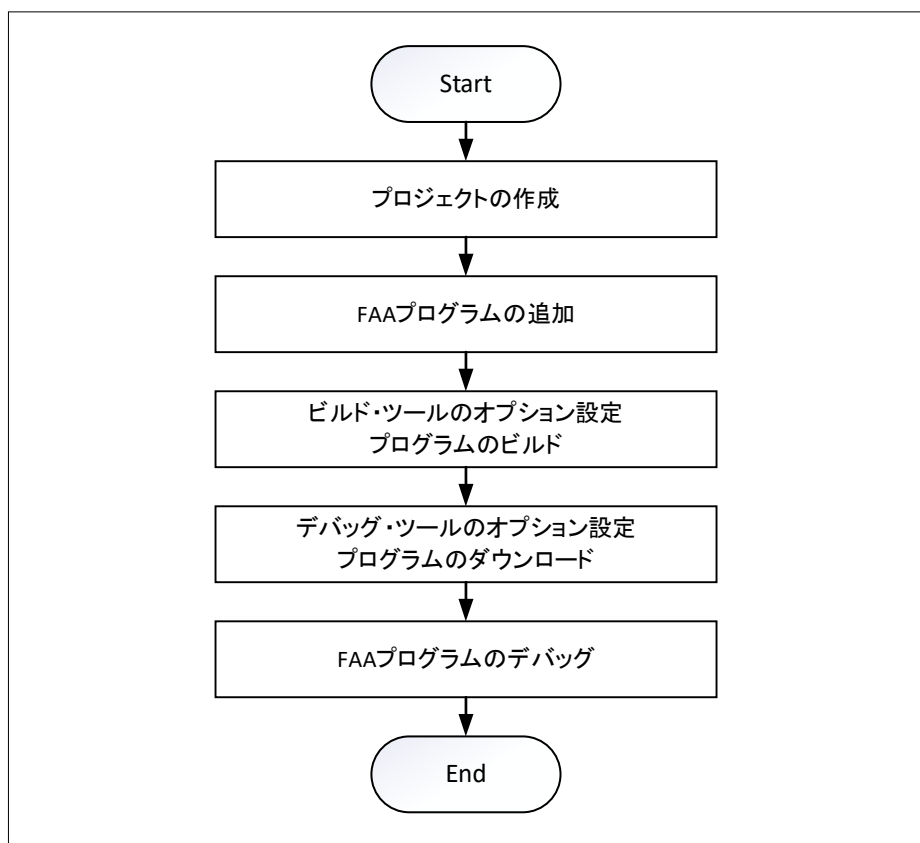 Start
プロジェクトの作成
FAAプログラムの追加
ビルド・ツールのオプション設定
プログラムのビルド
デバッグ・ツールのオプション設定
プログラムのダウンロード
FAAプログラムのデバッグ
End